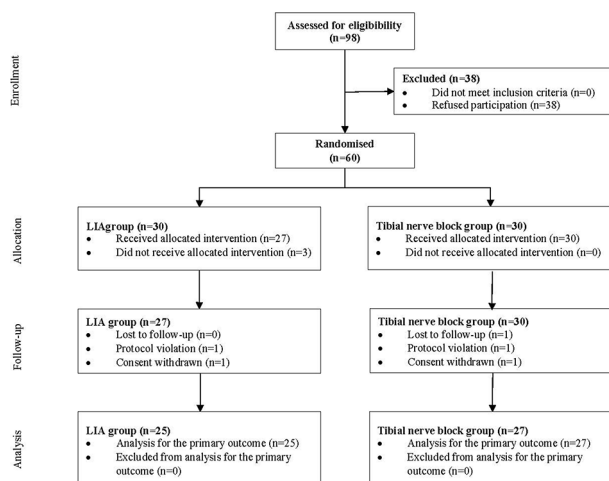 Assessed for eligibility
(n=98)
Enrollment
Excluded (n=38)
• Did not meet inclusion criteria (n=0)
• Refused participation (n=38)
Randomised
(n=60)
Allocation
LIAgroup (n=30)
• Received allocated intervention (n=27)
• Did not receive allocated intervention (n=3)
Tibial nerve block group (n=30)
• Received allocated intervention (n=30)
• Did not receive allocated intervention (n=0)
Follow-up
LIA group (n=27)
• Lost to follow-up (n=0)
• Protocol violation (n=1)
• Consent withdrawn (n=1)
Tibial nerve block group (n=30)
• Lost to follow-up (n=1)
• Protocol violation (n=1)
• Consent withdrawn (n=1)
Analysis
LIA group (n=25)
• Analysis for the primary outcome (n=25)
• Excluded from analysis for the primary
outcome (n=0)
Tibial nerve block group (n=27)
• Analysis for the primary outcome (n=27)
• Excluded from analysis for the primary
outcome (n=0)